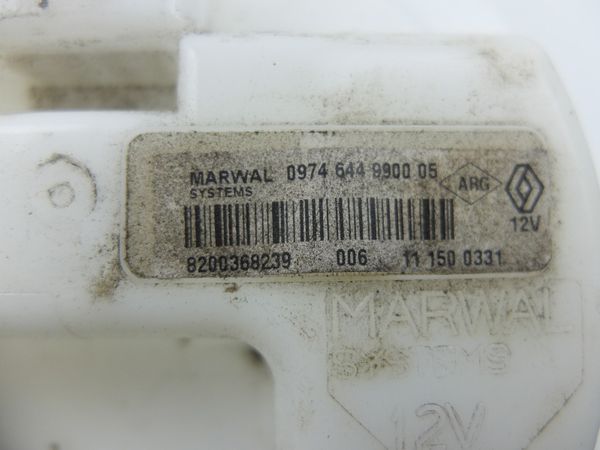 MARWAL 0974 644 9900 05 ARG
SYSTEMS
12V
8200368239 006 11 150 0331
MARWAL
SYSTEMS
12V